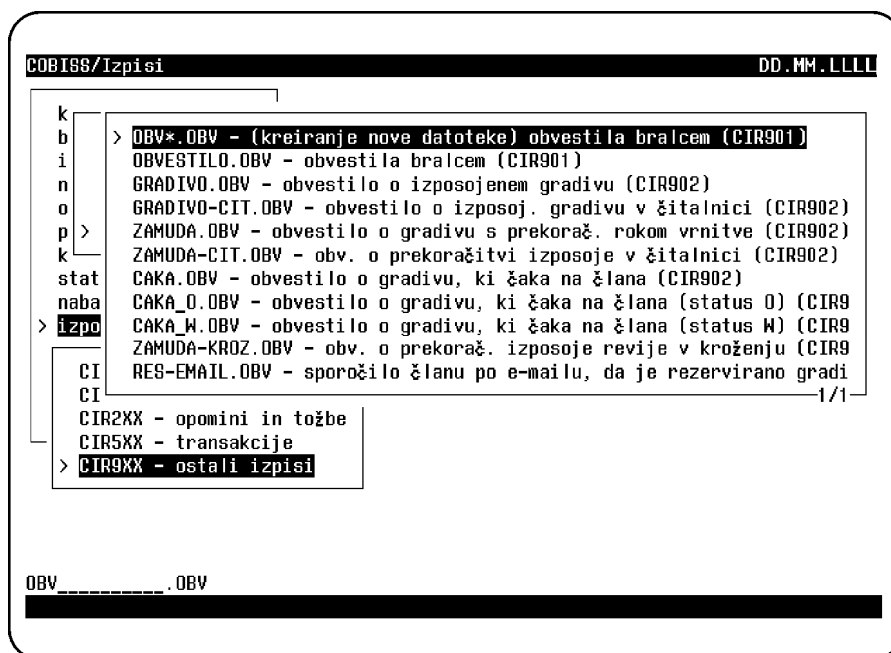 COBISS/Izpisi DD.MM.LLLL
k
b > OBV*.OBV – (kreiranje nove datoteke) obvestila bralcem (CIR901)
i OBVESTILO.OBV – obvestila bralcem (CIR901)
n GRADIVO.OBV – obvestilo o izposojenem gradivu (CIR902)
o GRADIVO-CIT.OBV – obvestilo o izposoj. gradivu v čitalnici (CIR902)
p > ZAMUDA.OBV – obvestilo o gradivu s prekorač. rokom vrnitve (CIR902)
k ZAMUDA-CIT.OBV – obv. o prekoračitvi izposoje v čitalnici (CIR902)
stat CAKA.OBV – obvestilo o gradivu, ki čaka na člana (CIR902)
naba CAKA_O.OBV – obvestilo o gradivu, ki čaka na člana (status O) (CIR9
> izpo CAKA_W.OBV – obvestilo o gradivu, ki čaka na člana (status W) (CIR9
ZAMUDA-KROZ.OBV – obv. o prekorač. izposoje revije v kroženju (CIR9
CI RES-EMAIL.OBV – sporočilo članu po e-mailu, da je rezervirano gradi
CI 1/1
CIR2XX – opomini in tožbe
CIR5XX – transakcije
> CIR9XX – ostali izpisi
OBV__________.OBV